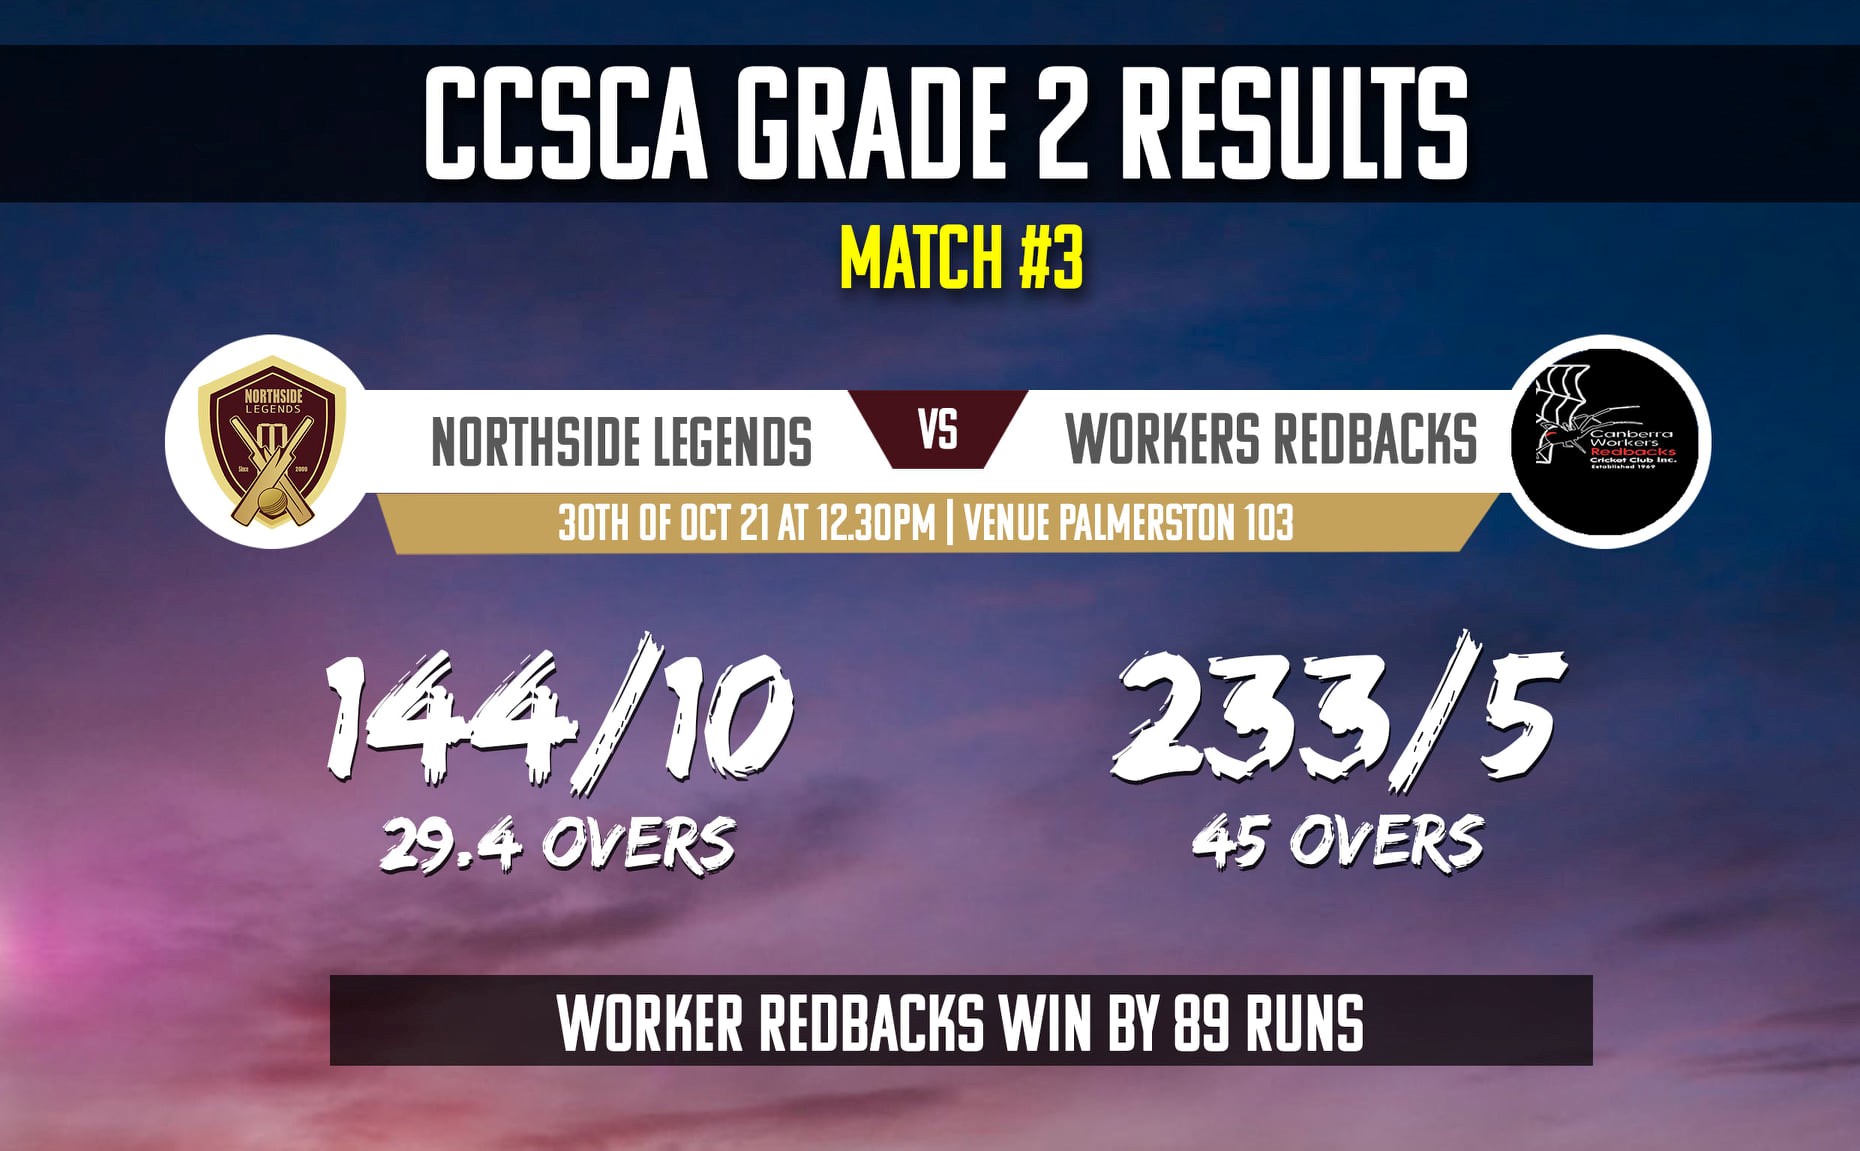 CCSCA GRADE 2 RESULTS
MATCH #3
NORTHSIDE
LEGENDS
Since 2009
NORTHSIDE LEGENDS
VS
WORKERS REDBACKS
Canberra
Workers
Redbacks
Cricket Club Inc.
Established 1969
30TH OF OCT 21 AT 12.30PM | VENUE PALMERSTON 103
144/10
29.4 OVERS
233/5
45 OVERS
WORKER REDBACKS WIN BY 89 RUNS